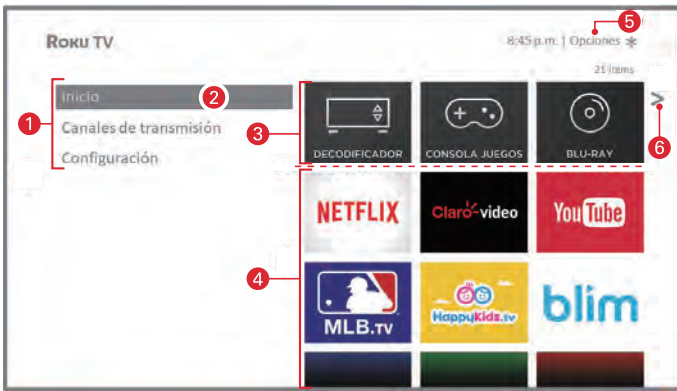 ROKU TV
8:45 p.m. | Opciones ✱
5
21 items
Inicio
2
1
Canales de transmisión
Configuración
3
DECODIFICADOR
CONSOLA JUEGOS
BLU-RAY
>
6
4
NETFLIX
Claro-video
YouTube
MLB.TV
HappyKids.tv
blim